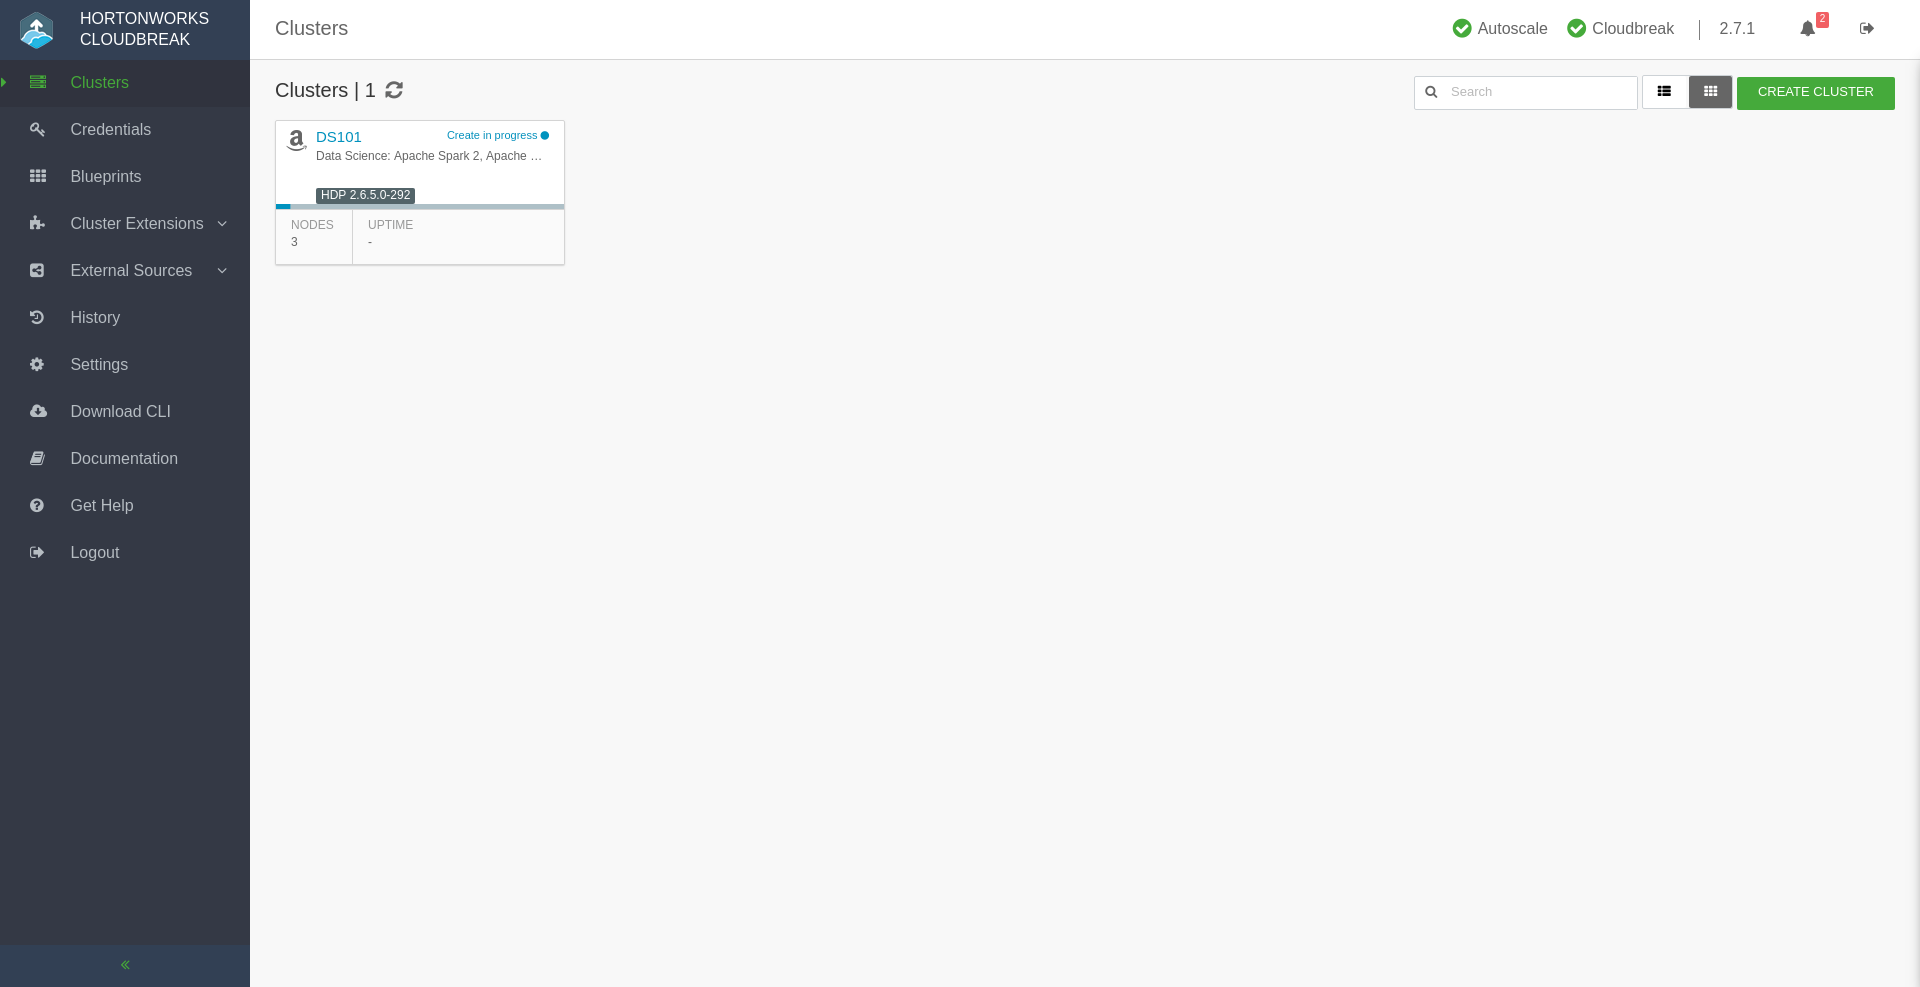 HORTONWORKS
CLOUDBREAK
Clusters
Autoscale
Cloudbreak
2.7.1
2
Clusters
Credentials
Blueprints
Cluster Extensions
External Sources
History
Settings
Download CLI
Documentation
Get Help
Logout
Clusters | 1
Search
CREATE CLUSTER
DS101
Create in progress
Data Science: Apache Spark 2, Apache ...
HDP 2.6.5.0-292
NODES
3
UPTIME
-